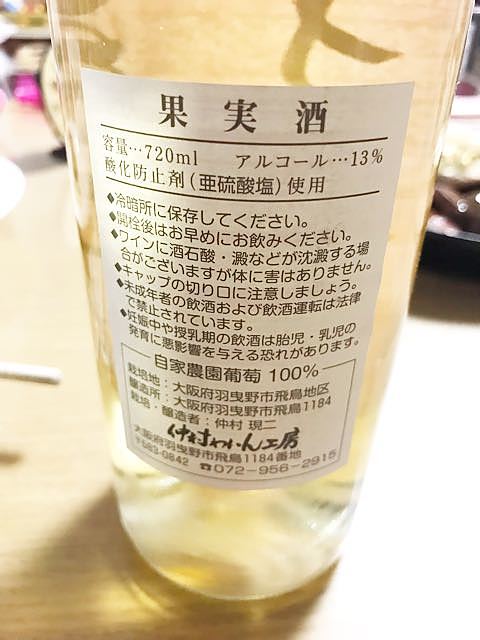 果実酒
容量…720ml アルコール…13%
酸化防止剤(亜硫酸塩)使用
◆冷暗所に保存してください。
◆開栓後はお早めにお飲みください。
◆ワインに酒石酸・澱などが沈澱する場
合がございますが体に害はありません。
◆キャップの切り口に注意しましょう。
◆未成年者の飲酒および飲酒運転は法律
で禁止されています。
◆妊娠中や授乳期の飲酒は胎児・乳児の
発育に悪影響を与える恐れがあります。
自家農園葡萄 100%
栽培地：大阪府羽曳野市飛鳥地区
醸造所：大阪府羽曳野市飛鳥1184
栽培・醸造者：仲村 現二
仲村わいん工房
大阪府羽曳野市飛鳥1184番地
〒583-0842 ☎072-956-2915